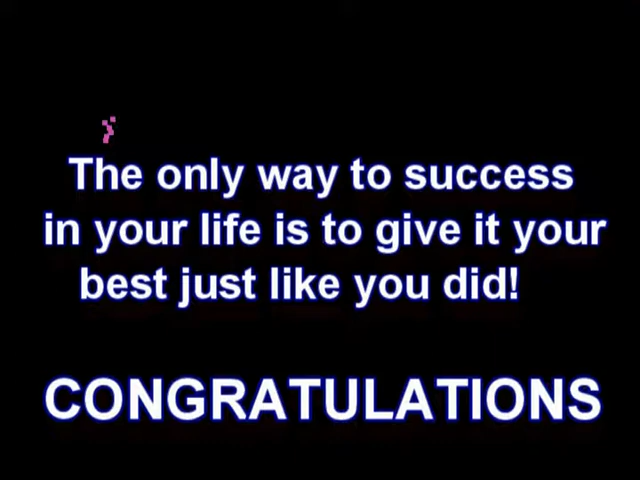 The only way to success
in your life is to give it your
best just like you did!
CONGRATULATIONS